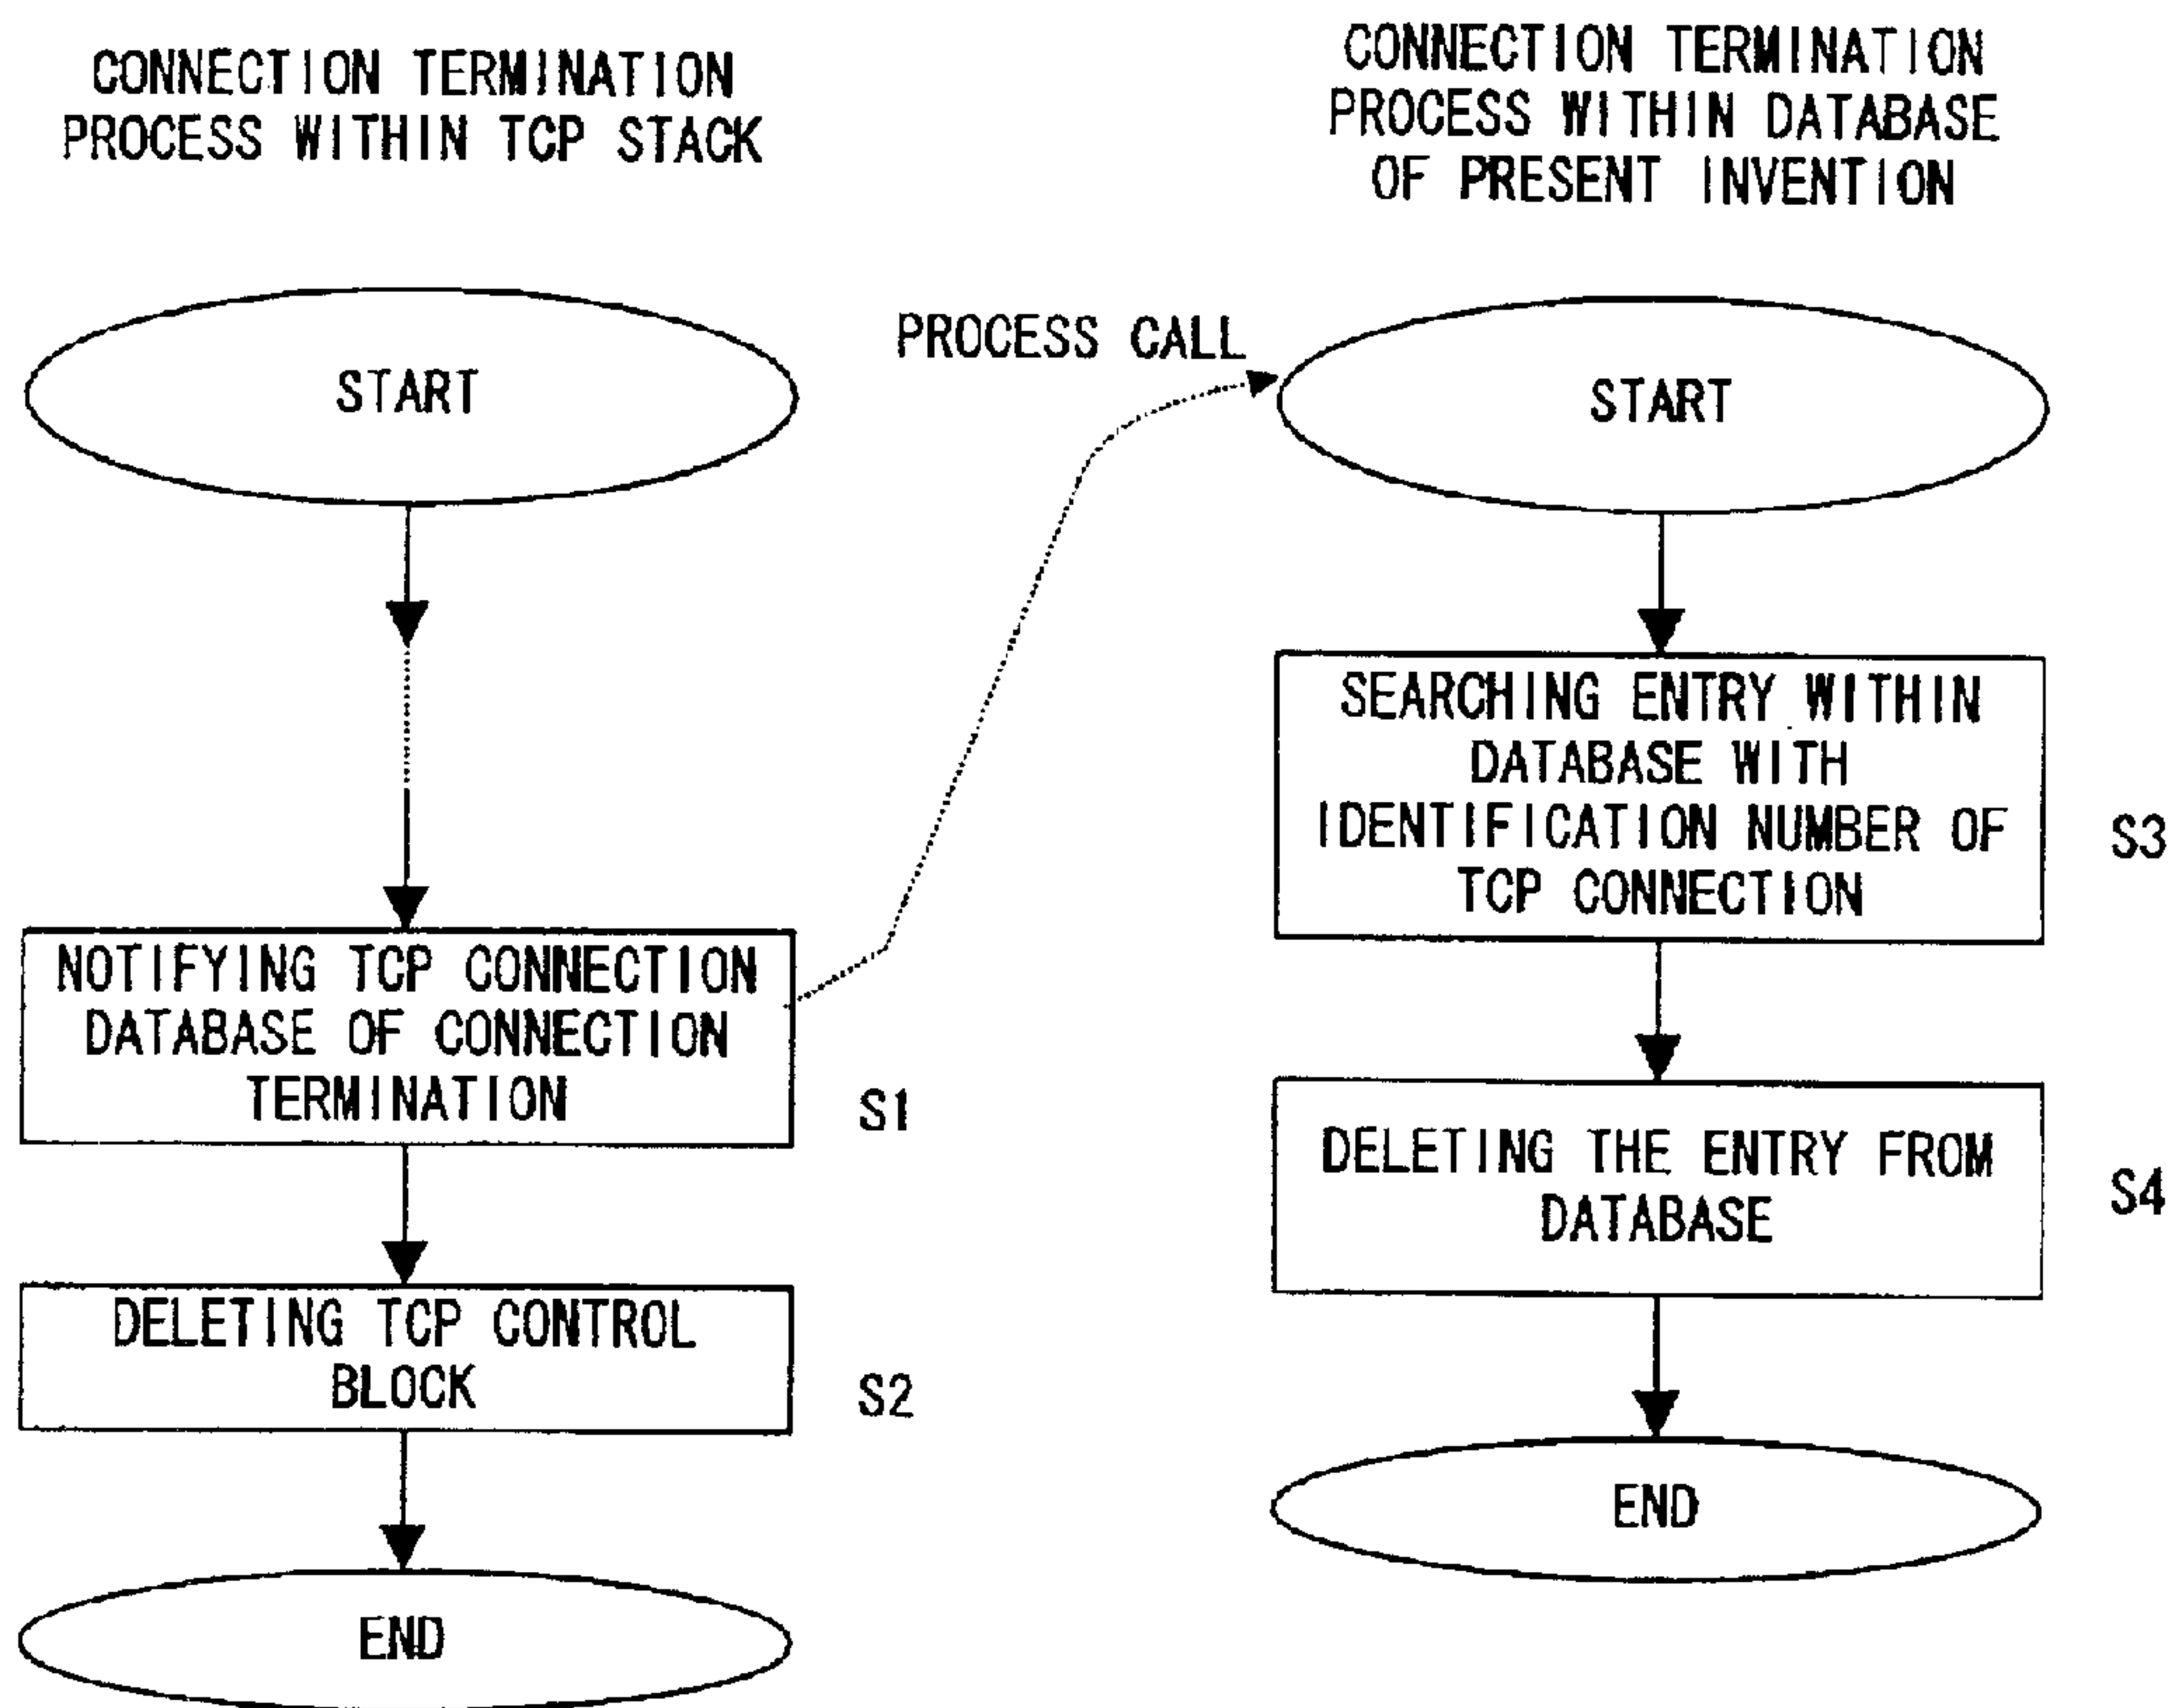 CONNECTION TERMINATION
PROCESS WITHIN TCP STACK
START
NOTIFYING TCP CONNECTION
DATABASE OF CONNECTION
TERMINATION
S1
DELETING TCP CONTROL
BLOCK
S2
END
PROCESS CALL
CONNECTION TERMINATION
PROCESS WITHIN DATABASE
OF PRESENT INVENTION
START
SEARCHING ENTRY WITHIN
DATABASE WITH
IDENTIFICATION NUMBER OF
TCP CONNECTION
S3
DELETING THE ENTRY FROM
DATABASE
S4
END